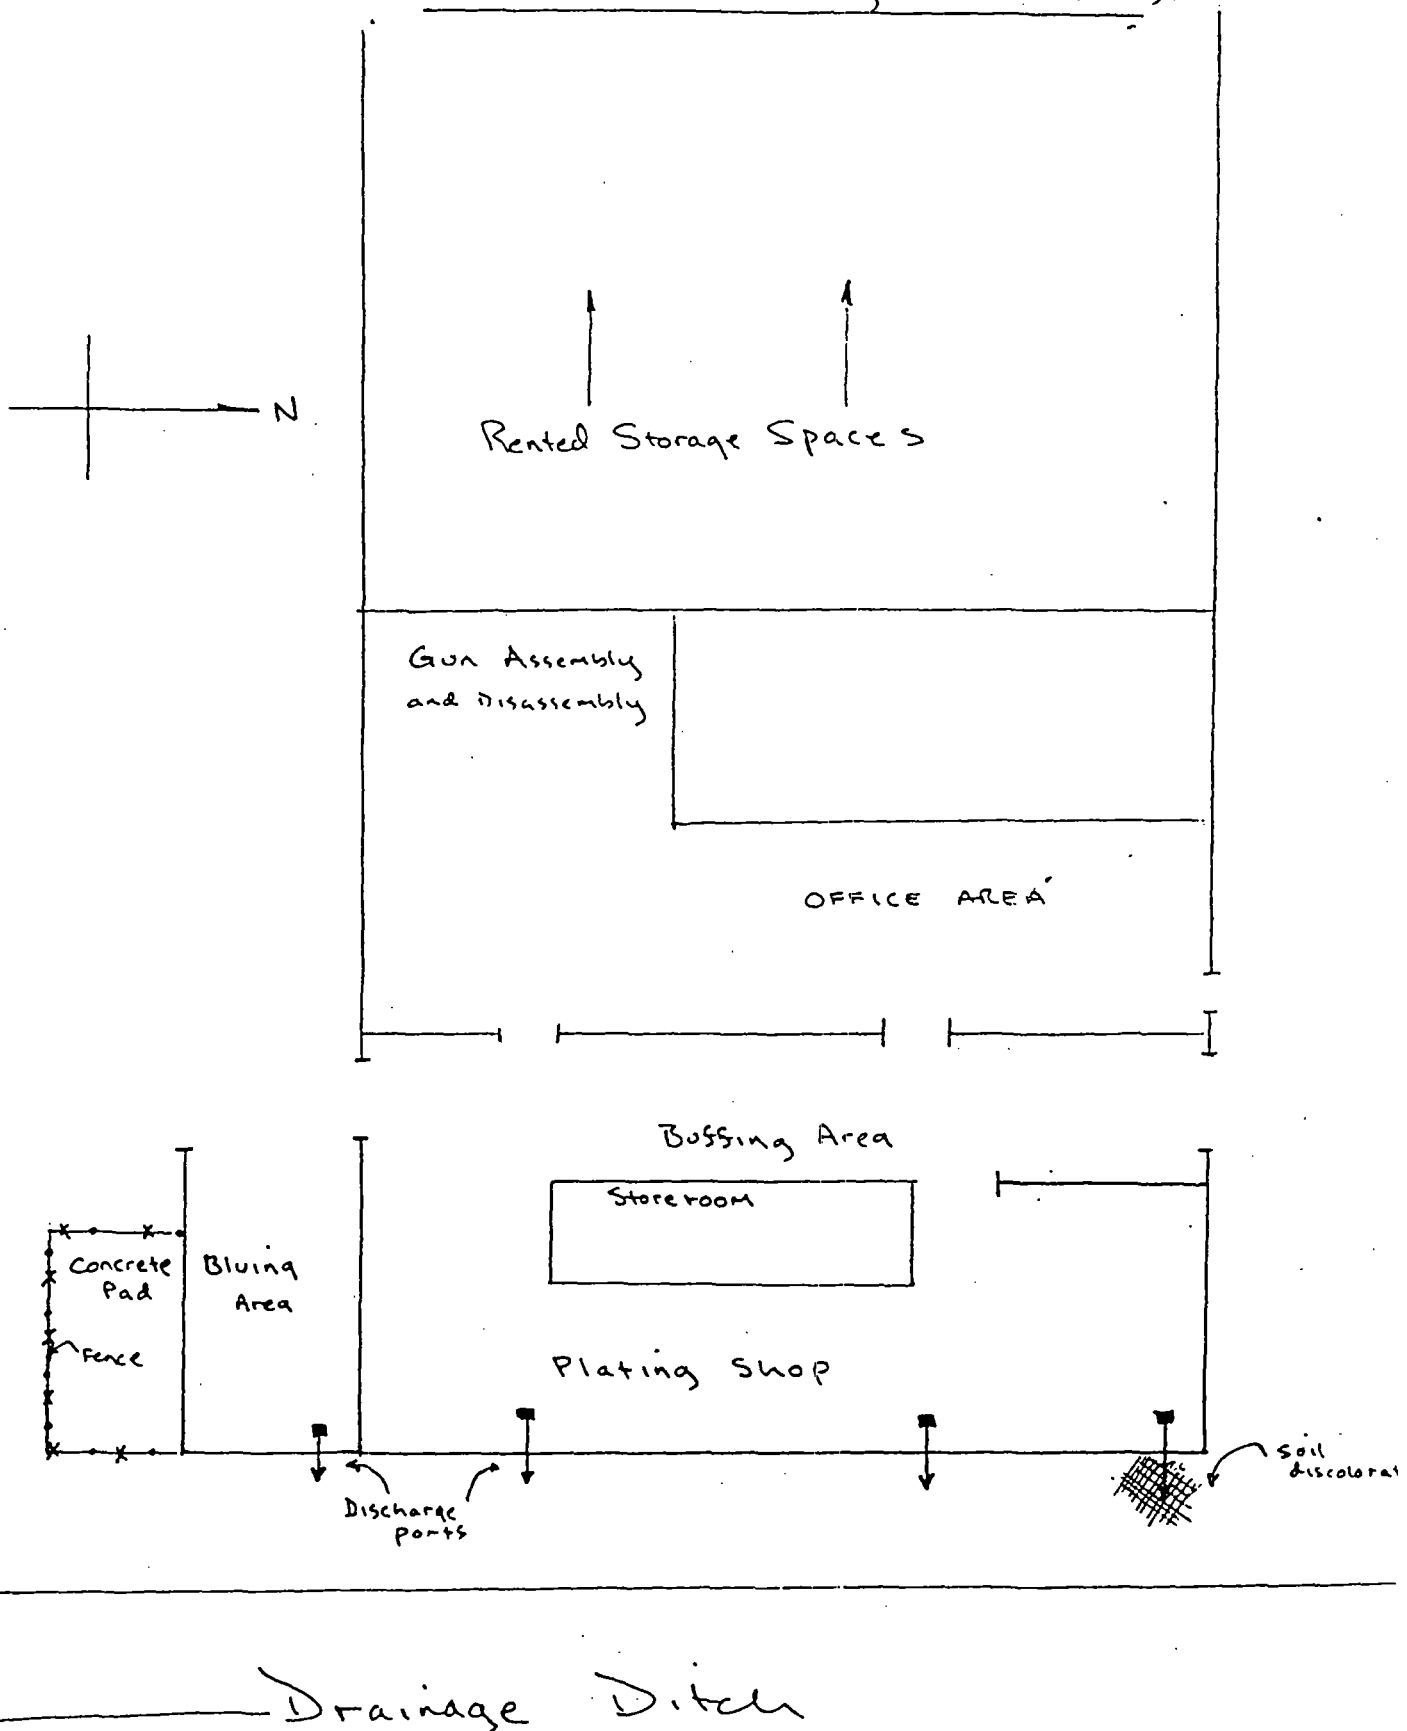 N
Rented Storage Spaces
Gun Assembly
and Disassembly
OFFICE AREA
Buffing Area
Storeroom
Concrete
Pad
Bluing
Area
Fence
Plating Shop
Soil
discolorat
Discharge
ports
Drainage Ditch